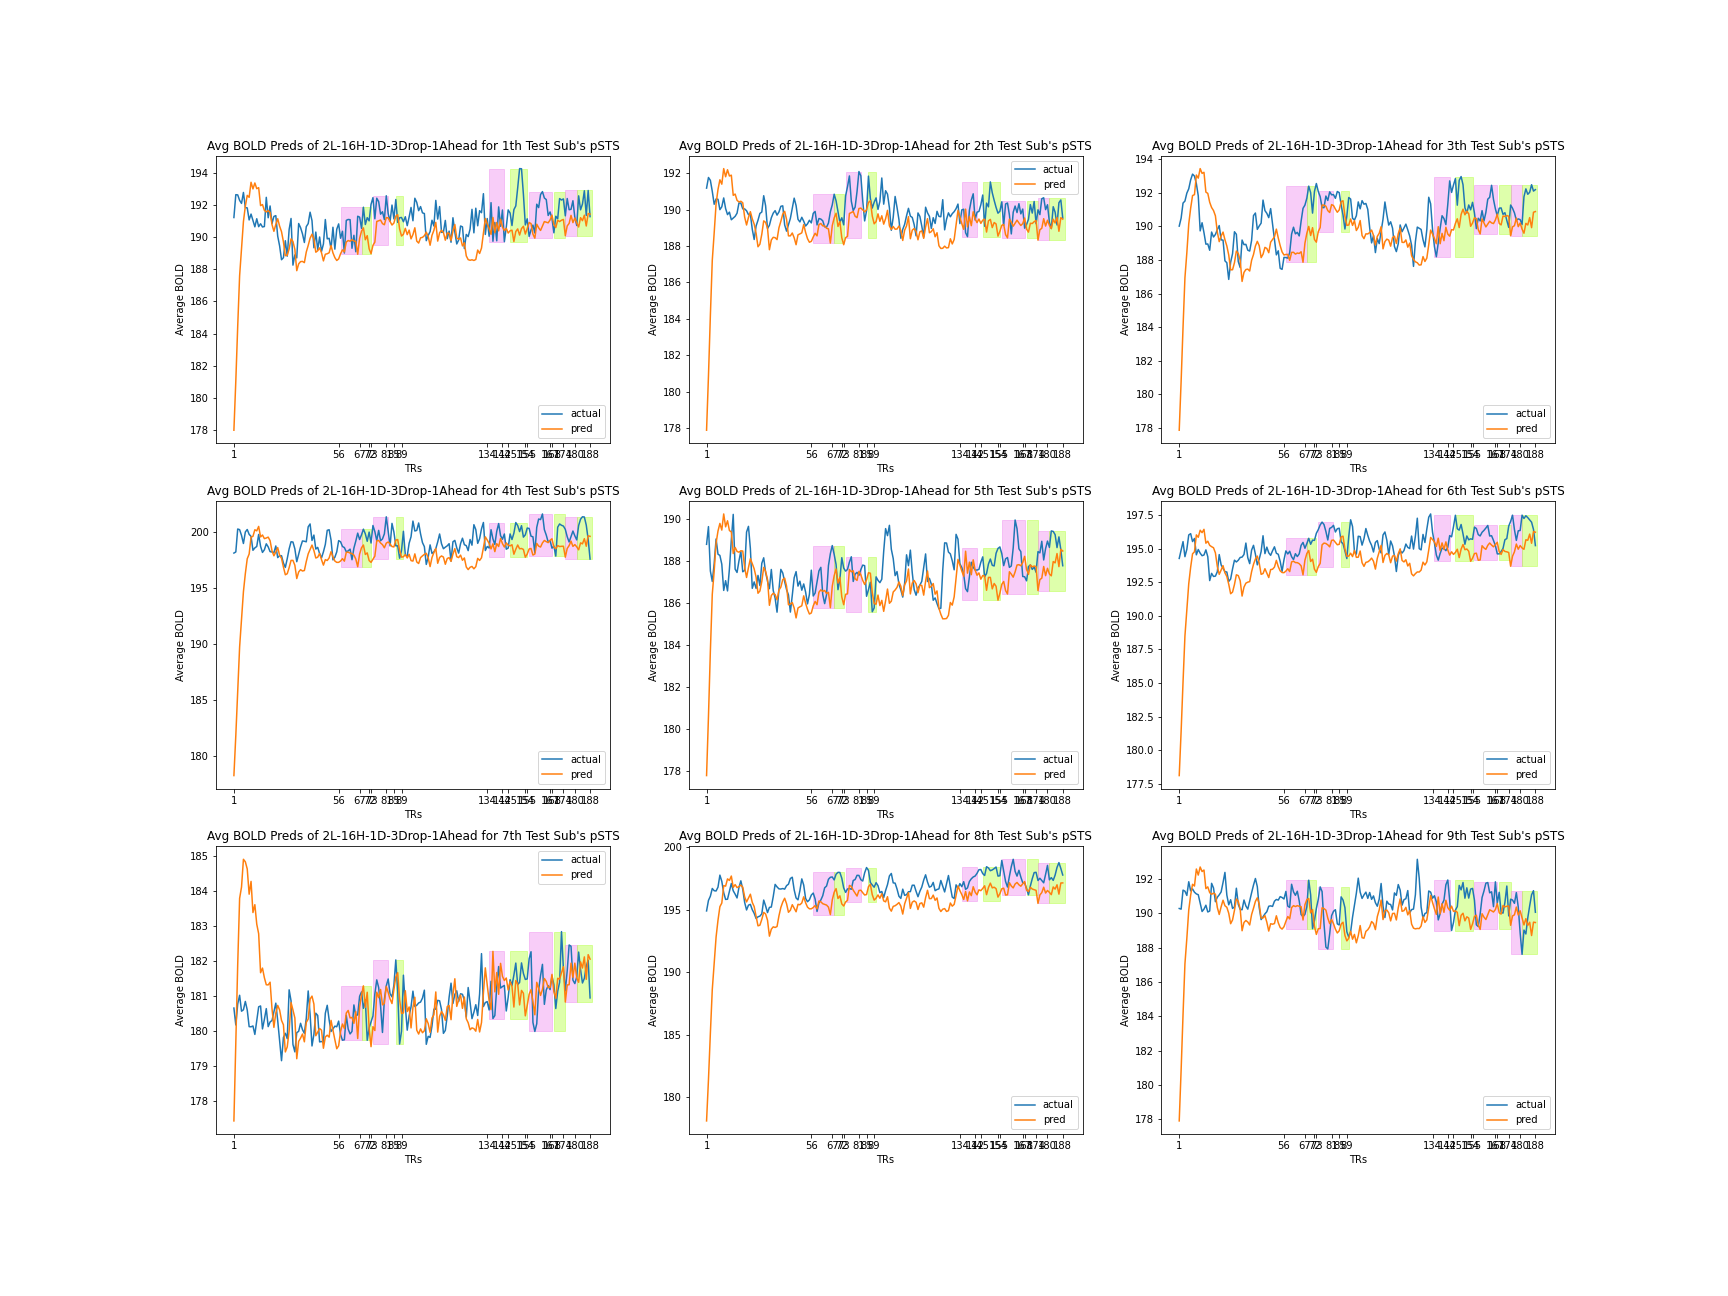 Avg BOLD Preds of 2L-16H-1D-3Drop-1Ahead for 1th Test Sub's pSTS
194
192
190
188
186
184
182
180
178
Average BOLD
actual
pred
1 56 134 188
TRs
Avg BOLD Preds of 2L-16H-1D-3Drop-1Ahead for 2th Test Sub's pSTS
actual
pred
192
190
188
186
184
182
180
178
Average BOLD
1 56 134 188
TRs
Avg BOLD Preds of 2L-16H-1D-3Drop-1Ahead for 3th Test Sub's pSTS
194
192
190
188
186
184
182
180
178
Average BOLD
actual
pred
1 56 134 188
TRs
Avg BOLD Preds of 2L-16H-1D-3Drop-1Ahead for 4th Test Sub's pSTS
200
195
190
185
180
Average BOLD
actual
pred
1 56 134 188
TRs
Avg BOLD Preds of 2L-16H-1D-3Drop-1Ahead for 5th Test Sub's pSTS
190
188
186
184
182
180
178
Average BOLD
actual
pred
1 56 134 188
TRs
Avg BOLD Preds of 2L-16H-1D-3Drop-1Ahead for 6th Test Sub's pSTS
197.5
195.0
192.5
190.0
187.5
185.0
182.5
180.0
177.5
Average BOLD
actual
pred
1 56 134 188
TRs
Avg BOLD Preds of 2L-16H-1D-3Drop-1Ahead for 7th Test Sub's pSTS
actual
pred
185
184
183
182
181
180
179
178
Average BOLD
1 56 134 188
TRs
Avg BOLD Preds of 2L-16H-1D-3Drop-1Ahead for 8th Test Sub's pSTS
200
195
190
185
180
Average BOLD
actual
pred
1 56 134 188
TRs
Avg BOLD Preds of 2L-16H-1D-3Drop-1Ahead for 9th Test Sub's pSTS
192
190
188
186
184
182
180
178
Average BOLD
actual
pred
1 56 134 188
TRs